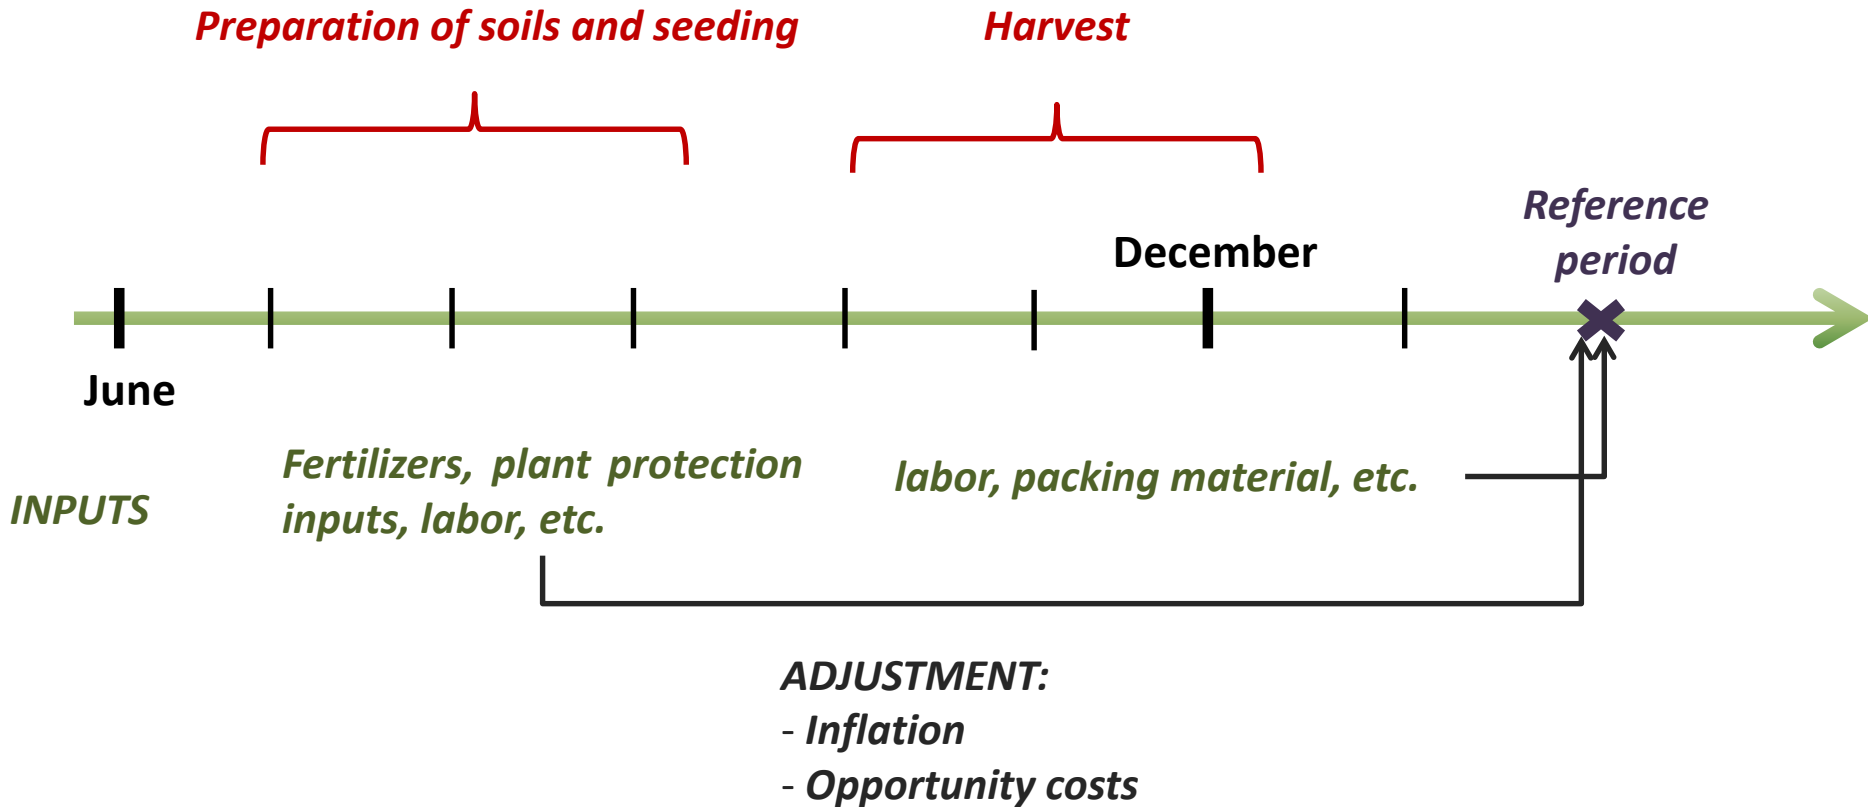 Preparation of soils and seeding
Harvest
Reference
period
December
June
INPUTS
Fertilizers, plant protection
inputs, labor, etc.
labor, packing material, etc.
ADJUSTMENT:
- Inflation
- Opportunity costs